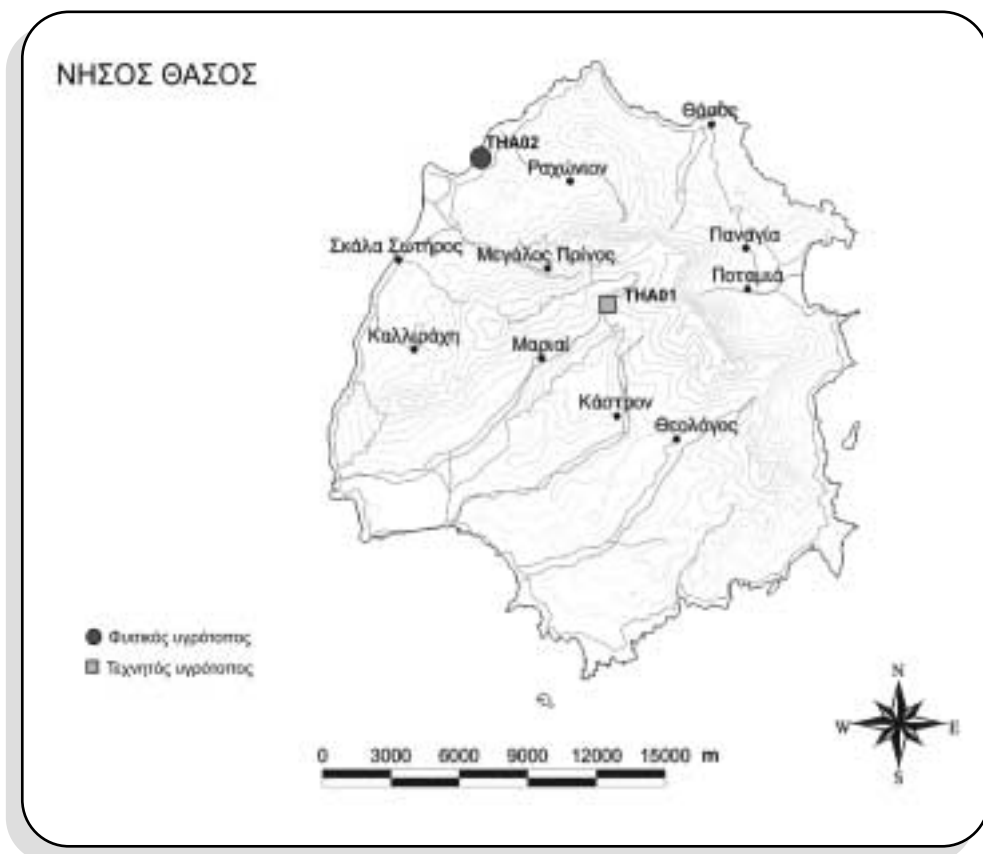 ΝΗΣΟΣ ΘΑΣΟΣ
Θάσος
THA02
Ραχώνιον
Παναγία
Σκάλα Σωτήρος
Μεγάλος Πρίνος
Ποταμιά
THA01
Καλλιράχη
Μαριαί
Κάστρον
Θεολόγος
Φυσικός υγρότοπος
Τεχνητός υγρότοπος
N
W E
S
0 3000 6000 9000 12000 15000 m